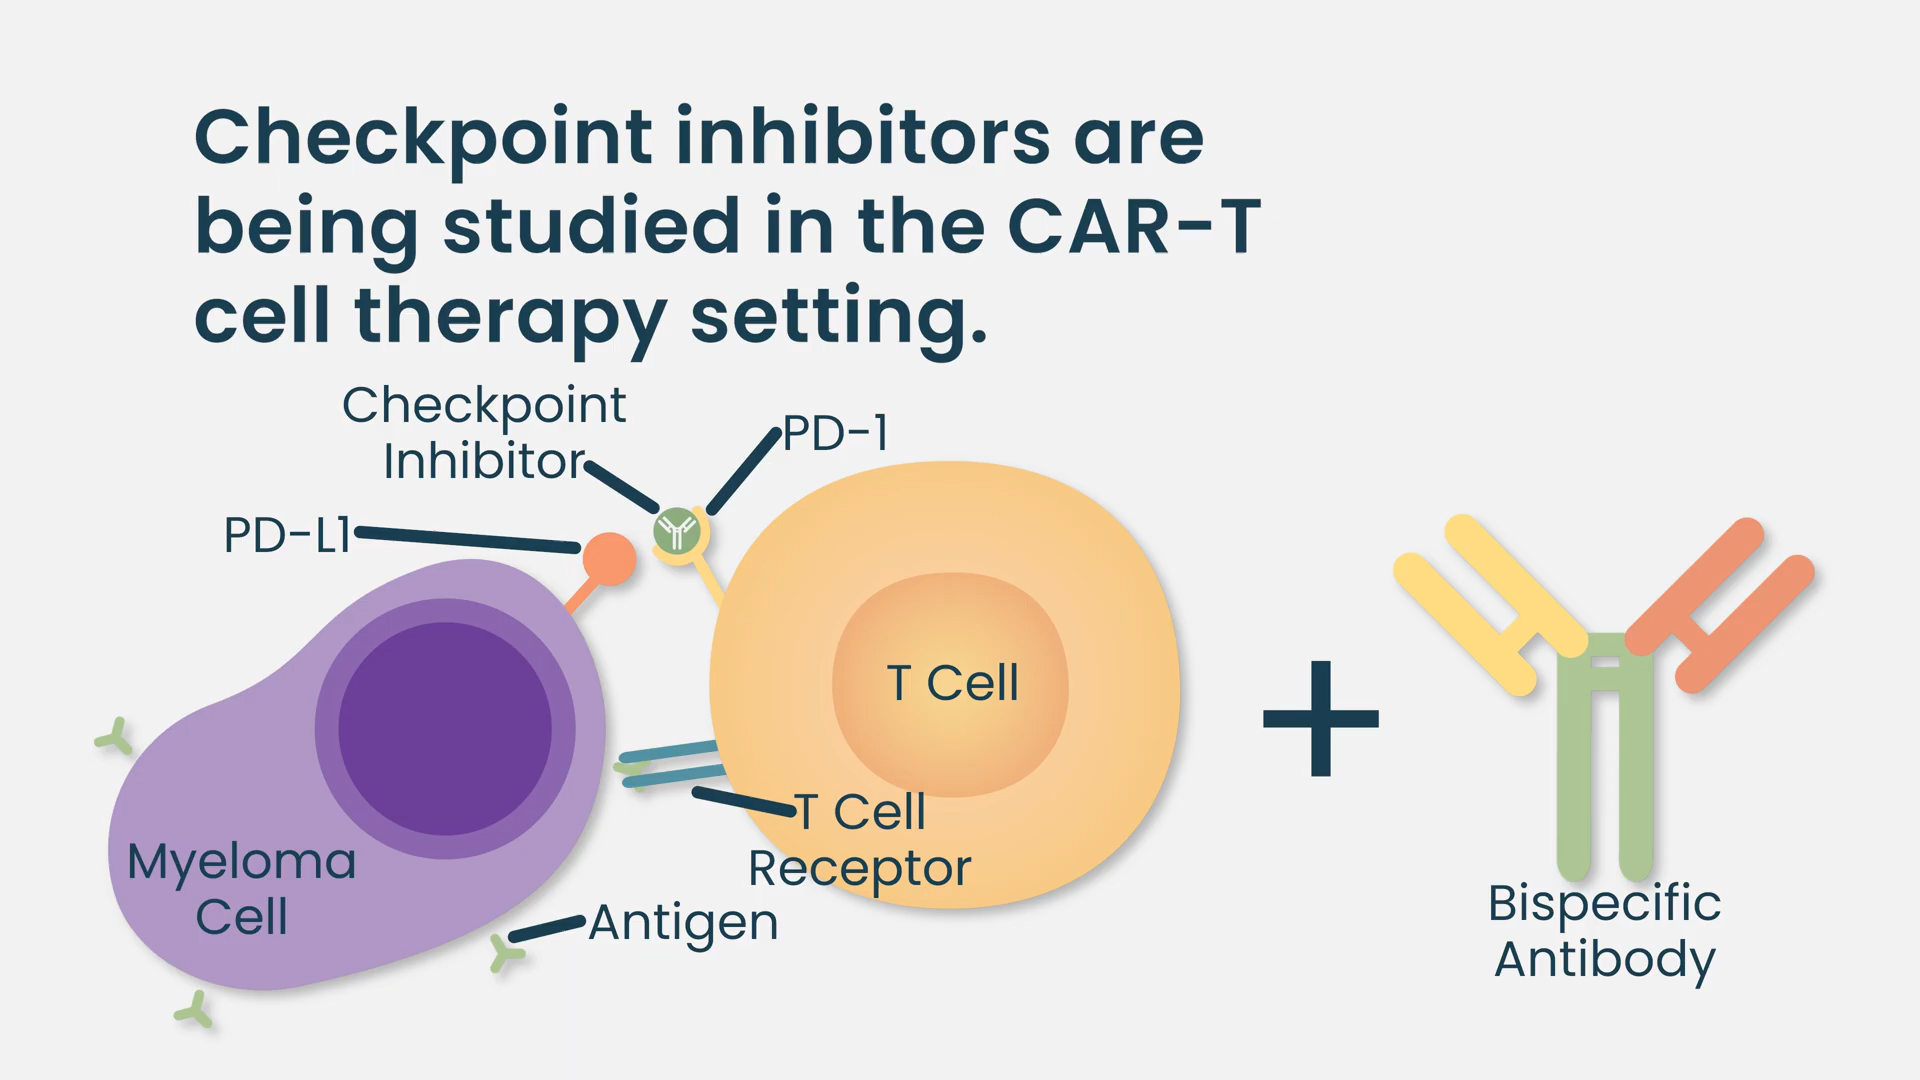 Checkpoint inhibitors are
being studied in the CAR-T
cell therapy setting.
Checkpoint
Inhibitor
PD-1
PD-L1
T Cell
T Cell
Receptor
Myeloma
Cell
Antigen
Bispecific
Antibody